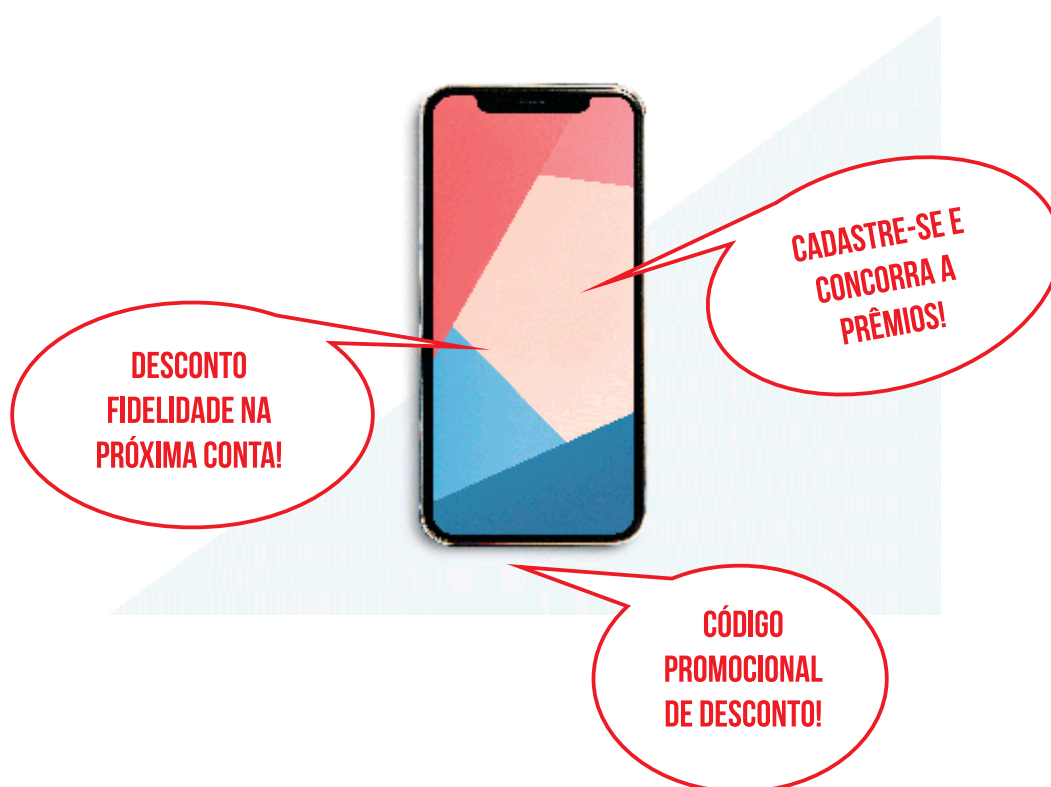 CADASTRE-SE E
CONCORRA A
PRÊMIOS!
DESCONTO
FIDELIDADE NA
PRÓXIMA CONTA!
CÓDIGO
PROMOCIONAL
DE DESCONTO!